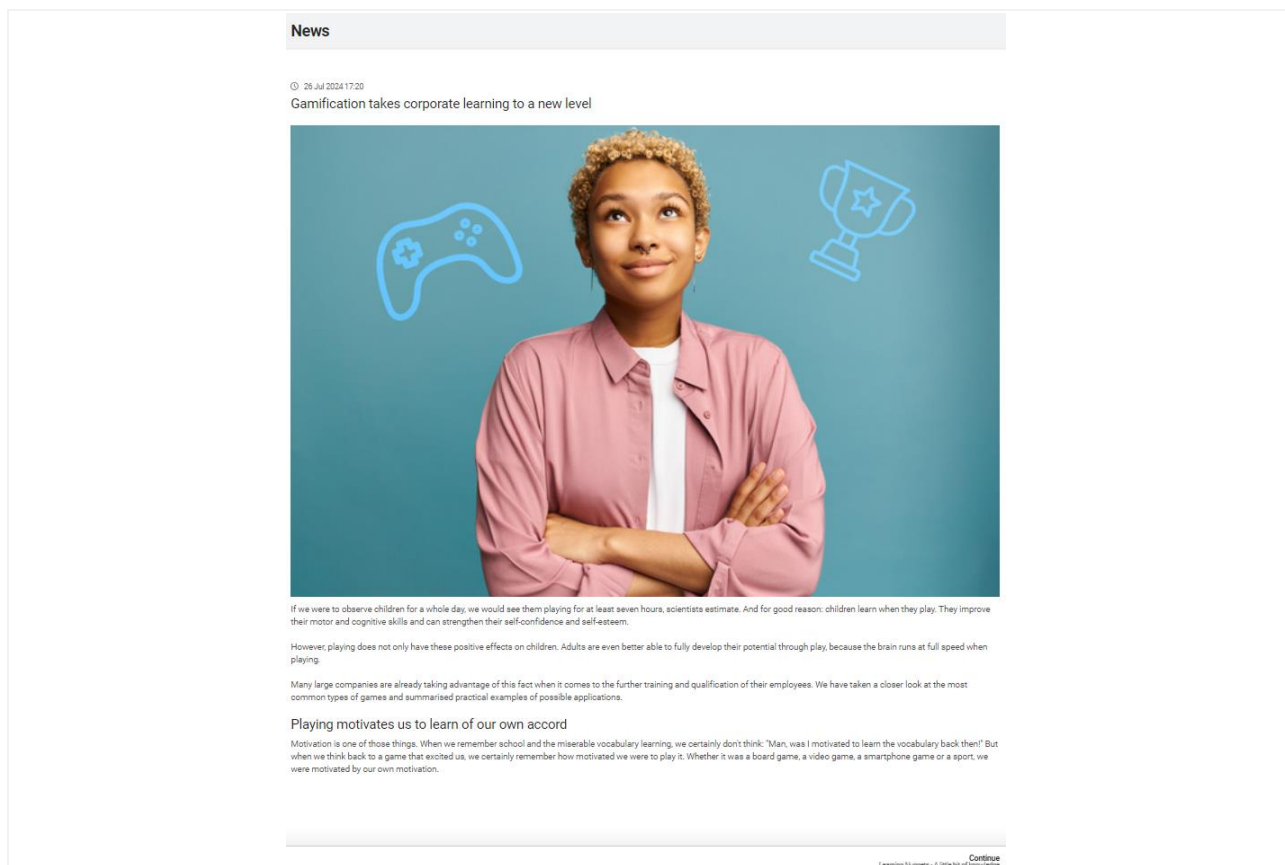 News
26 Jul 2024 17:20
Gamification takes corporate learning to a new level
If we were to observe children for a whole day, we would see them playing for at least seven hours, scientists estimate. And for good reason: children learn when they play. They improve
their motor and cognitive skills and can strengthen their self-confidence and self-esteem.
However, playing does not only have these positive effects on children. Adults are even better able to fully develop their potential through play, because the brain runs at full speed when
playing.
Many large companies are already taking advantage of this fact when it comes to the further training and qualification of their employees. We have taken a closer look at the most
common types of games and summarised practical examples of possible applications.
Playing motivates us to learn of our own accord
Motivation is one of those things. When we remember school and the miserable vocabulary learning, we certainly don't think: "Man, was I motivated to learn the vocabulary back then!" But
when we think back to a game that excited us, we certainly remember how motivated we were to play it. Whether it was a board game, a video game, a smartphone game or a sport, we
were motivated by our own motivation.
Continue
Learning Nuggets - A little bit of knowledge